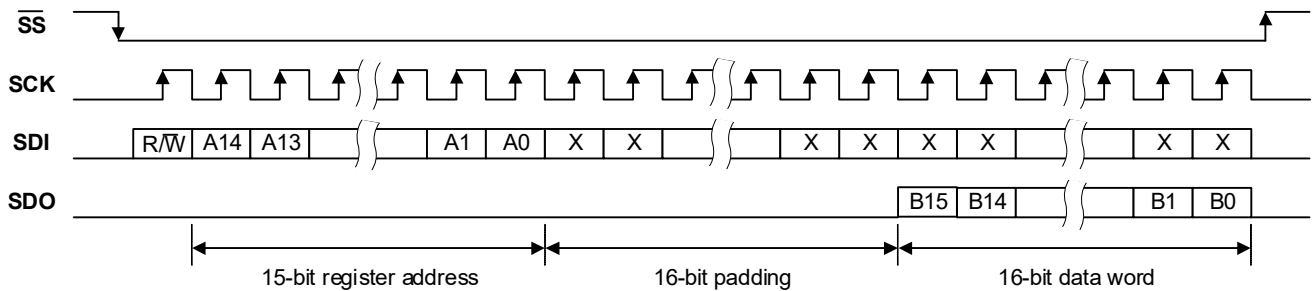 SS
SCK
SDI R/W A14 A13 A1 A0 X X X X X X X X
SDO B15 B14 B1 B0
15-bit register address 16-bit padding 16-bit data word